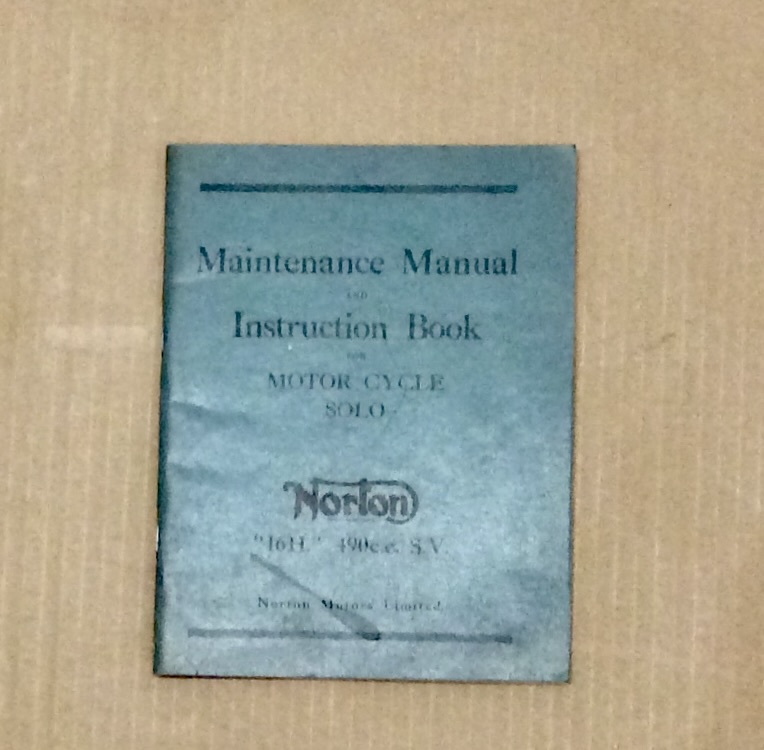 Maintenance Manual
AND
Instruction Book
FOR
MOTOR CYCLE
SOLO
Norton
"16H." 490c.c. S.V.
Norton Motors Limited